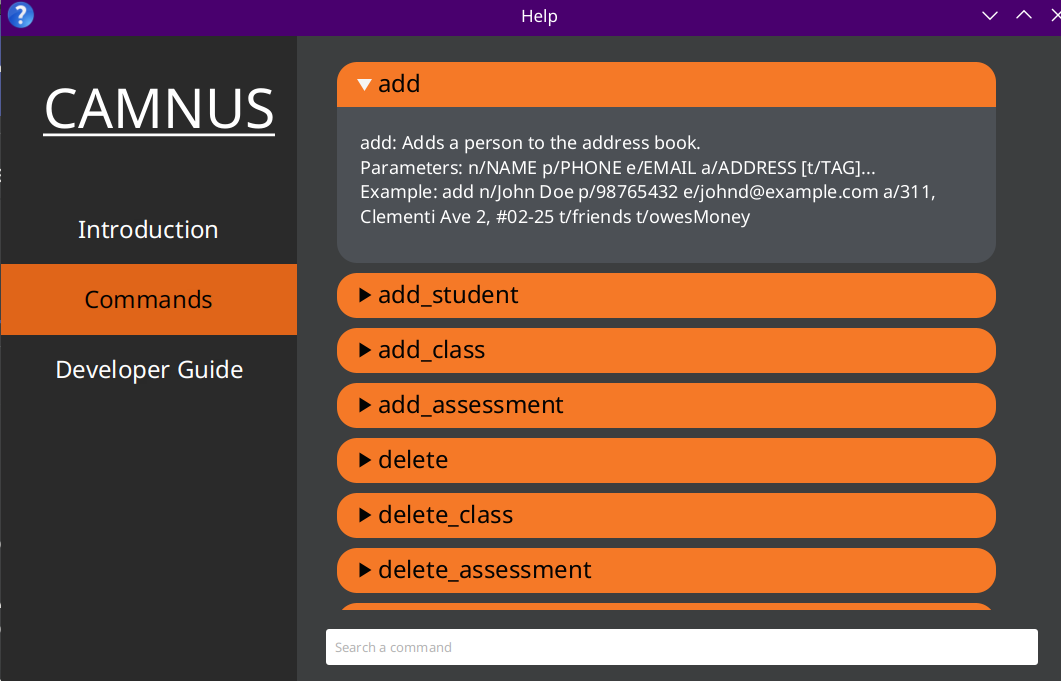 Help
CAMNUS
Introduction
Commands
Developer Guide
add
add: Adds a person to the address book.
Parameters: n/NAME p/PHONE e/EMAIL a/ADDRESS [t/TAG]...
Example: add n/John Doe p/98765432 e/johnd@example.com a/311,
Clementi Ave 2, #02-25 t/friends t/owesMoney
add_student
add_class
add_assessment
delete
delete_class
delete_assessment
Search a command